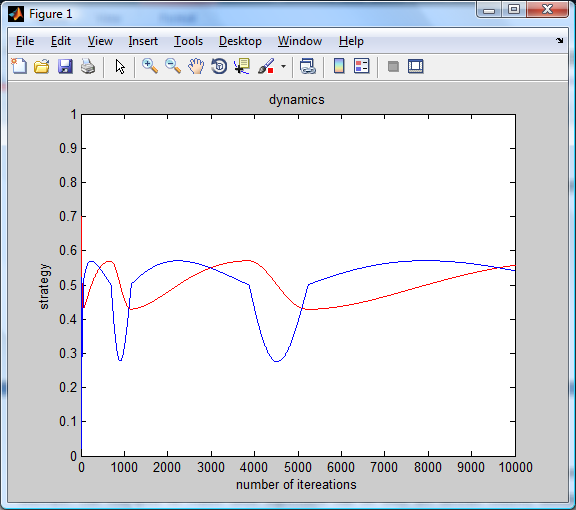 Figure 1
File Edit View Insert Tools Desktop Window Help
dynamics
1
0.9
0.8
0.7
0.6
0.5
0.4
0.3
0.2
0.1
0
strategy
0 1000 2000 3000 4000 5000 6000 7000 8000 9000 10000
number of itereations